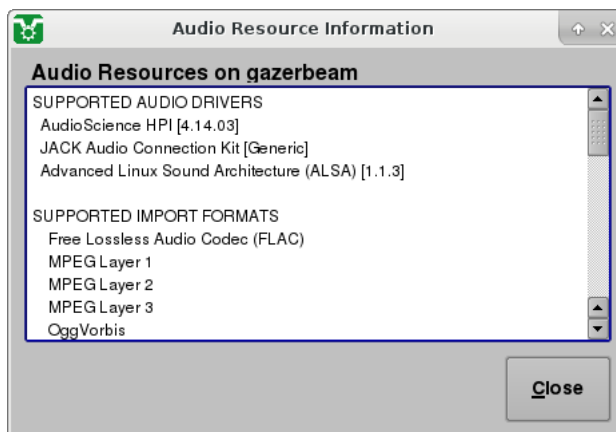 Audio Resource Information
Audio Resources on gazerbeam
SUPPORTED AUDIO DRIVERS
AudioScience HPI [4.14.03]
JACK Audio Connection Kit [Generic]
Advanced Linux Sound Architecture (ALSA) [1.1.3]
SUPPORTED IMPORT FORMATS
Free Lossless Audio Codec (FLAC)
MPEG Layer 1
MPEG Layer 2
MPEG Layer 3
OggVorbis
Close